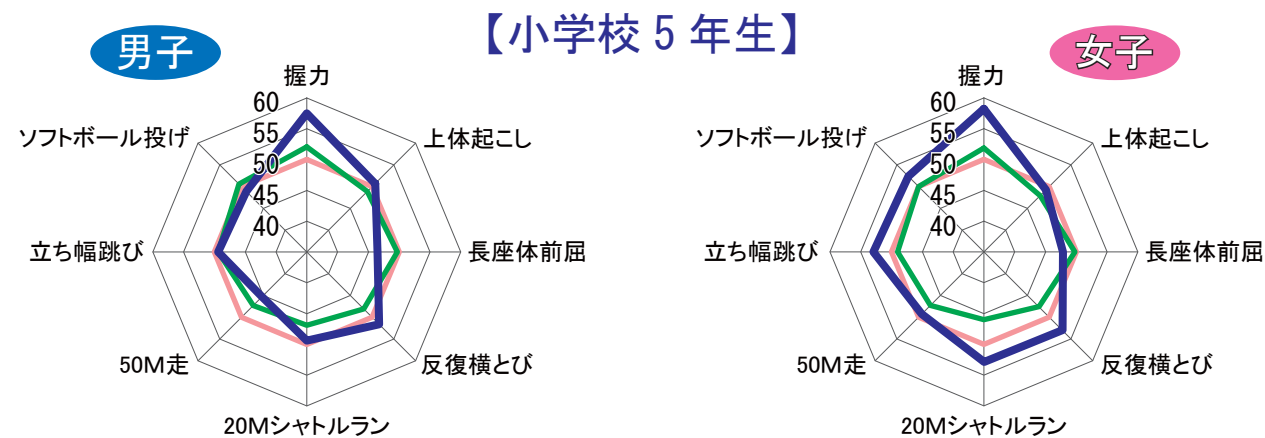 【小学校 5 年生】
男子
握力
上体起こし
長座体前屈
反復横とび
20Mシャトルラン
50M走
立ち幅跳び
ソフトボール投げ
60
55
50
45
40
女子
握力
上体起こし
長座体前屈
反復横とび
20Mシャトルラン
50M走
立ち幅跳び
ソフトボール投げ
60
55
50
45
40